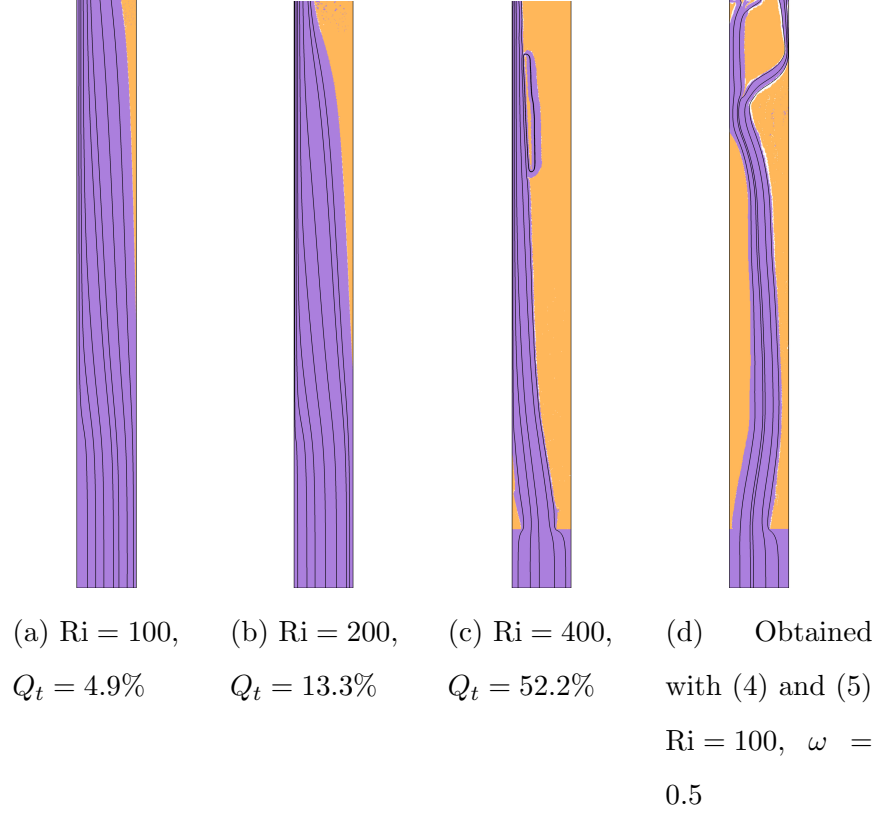 (a) Ri = 100,
Q_t = 4.9%
(b) Ri = 200,
Q_t = 13.3%
(c) Ri = 400,
Q_t = 52.2%
(d) Obtained
with (4) and (5)
Ri = 100, ω =
0.5